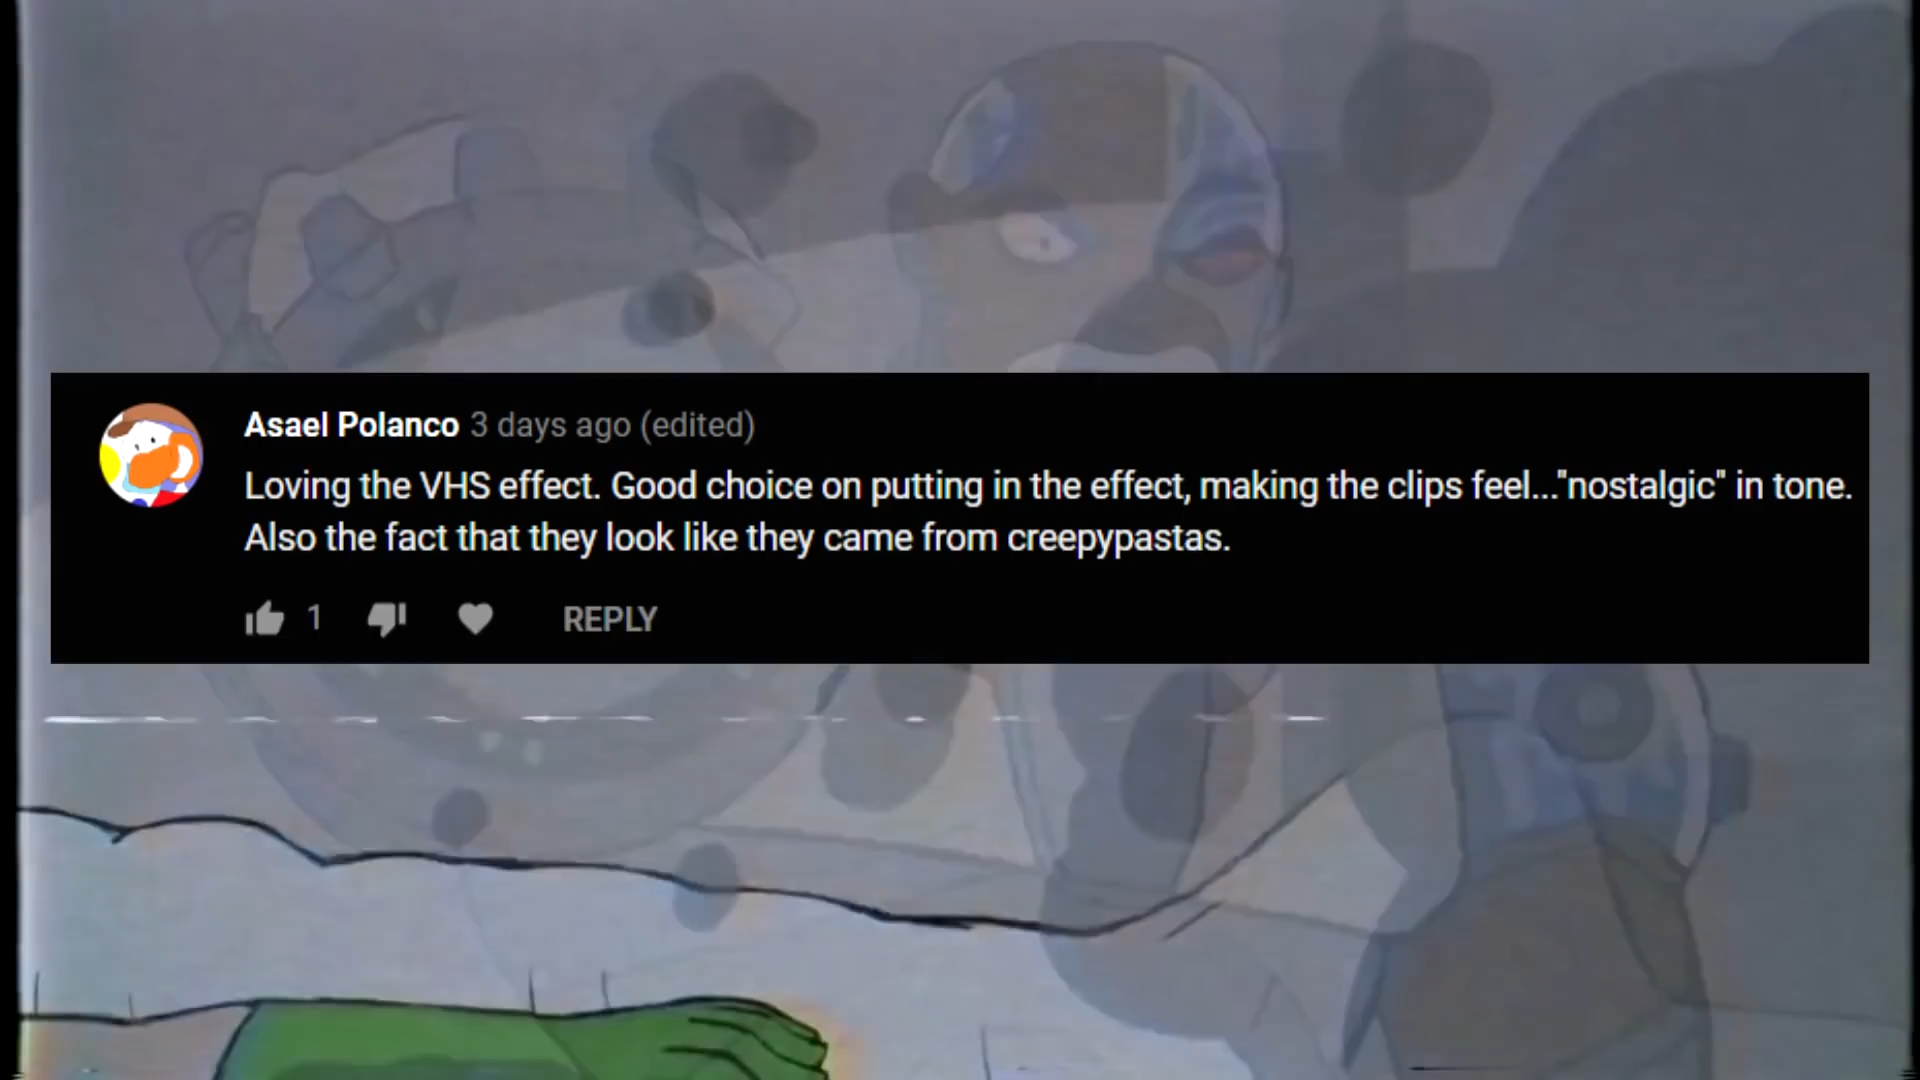 Asael Polanco 3 days ago (edited)
Loving the VHS effect. Good choice on putting in the effect, making the clips feel..."nostalgic" in tone.
Also the fact that they look like they came from creepypastas.
1 REPLY